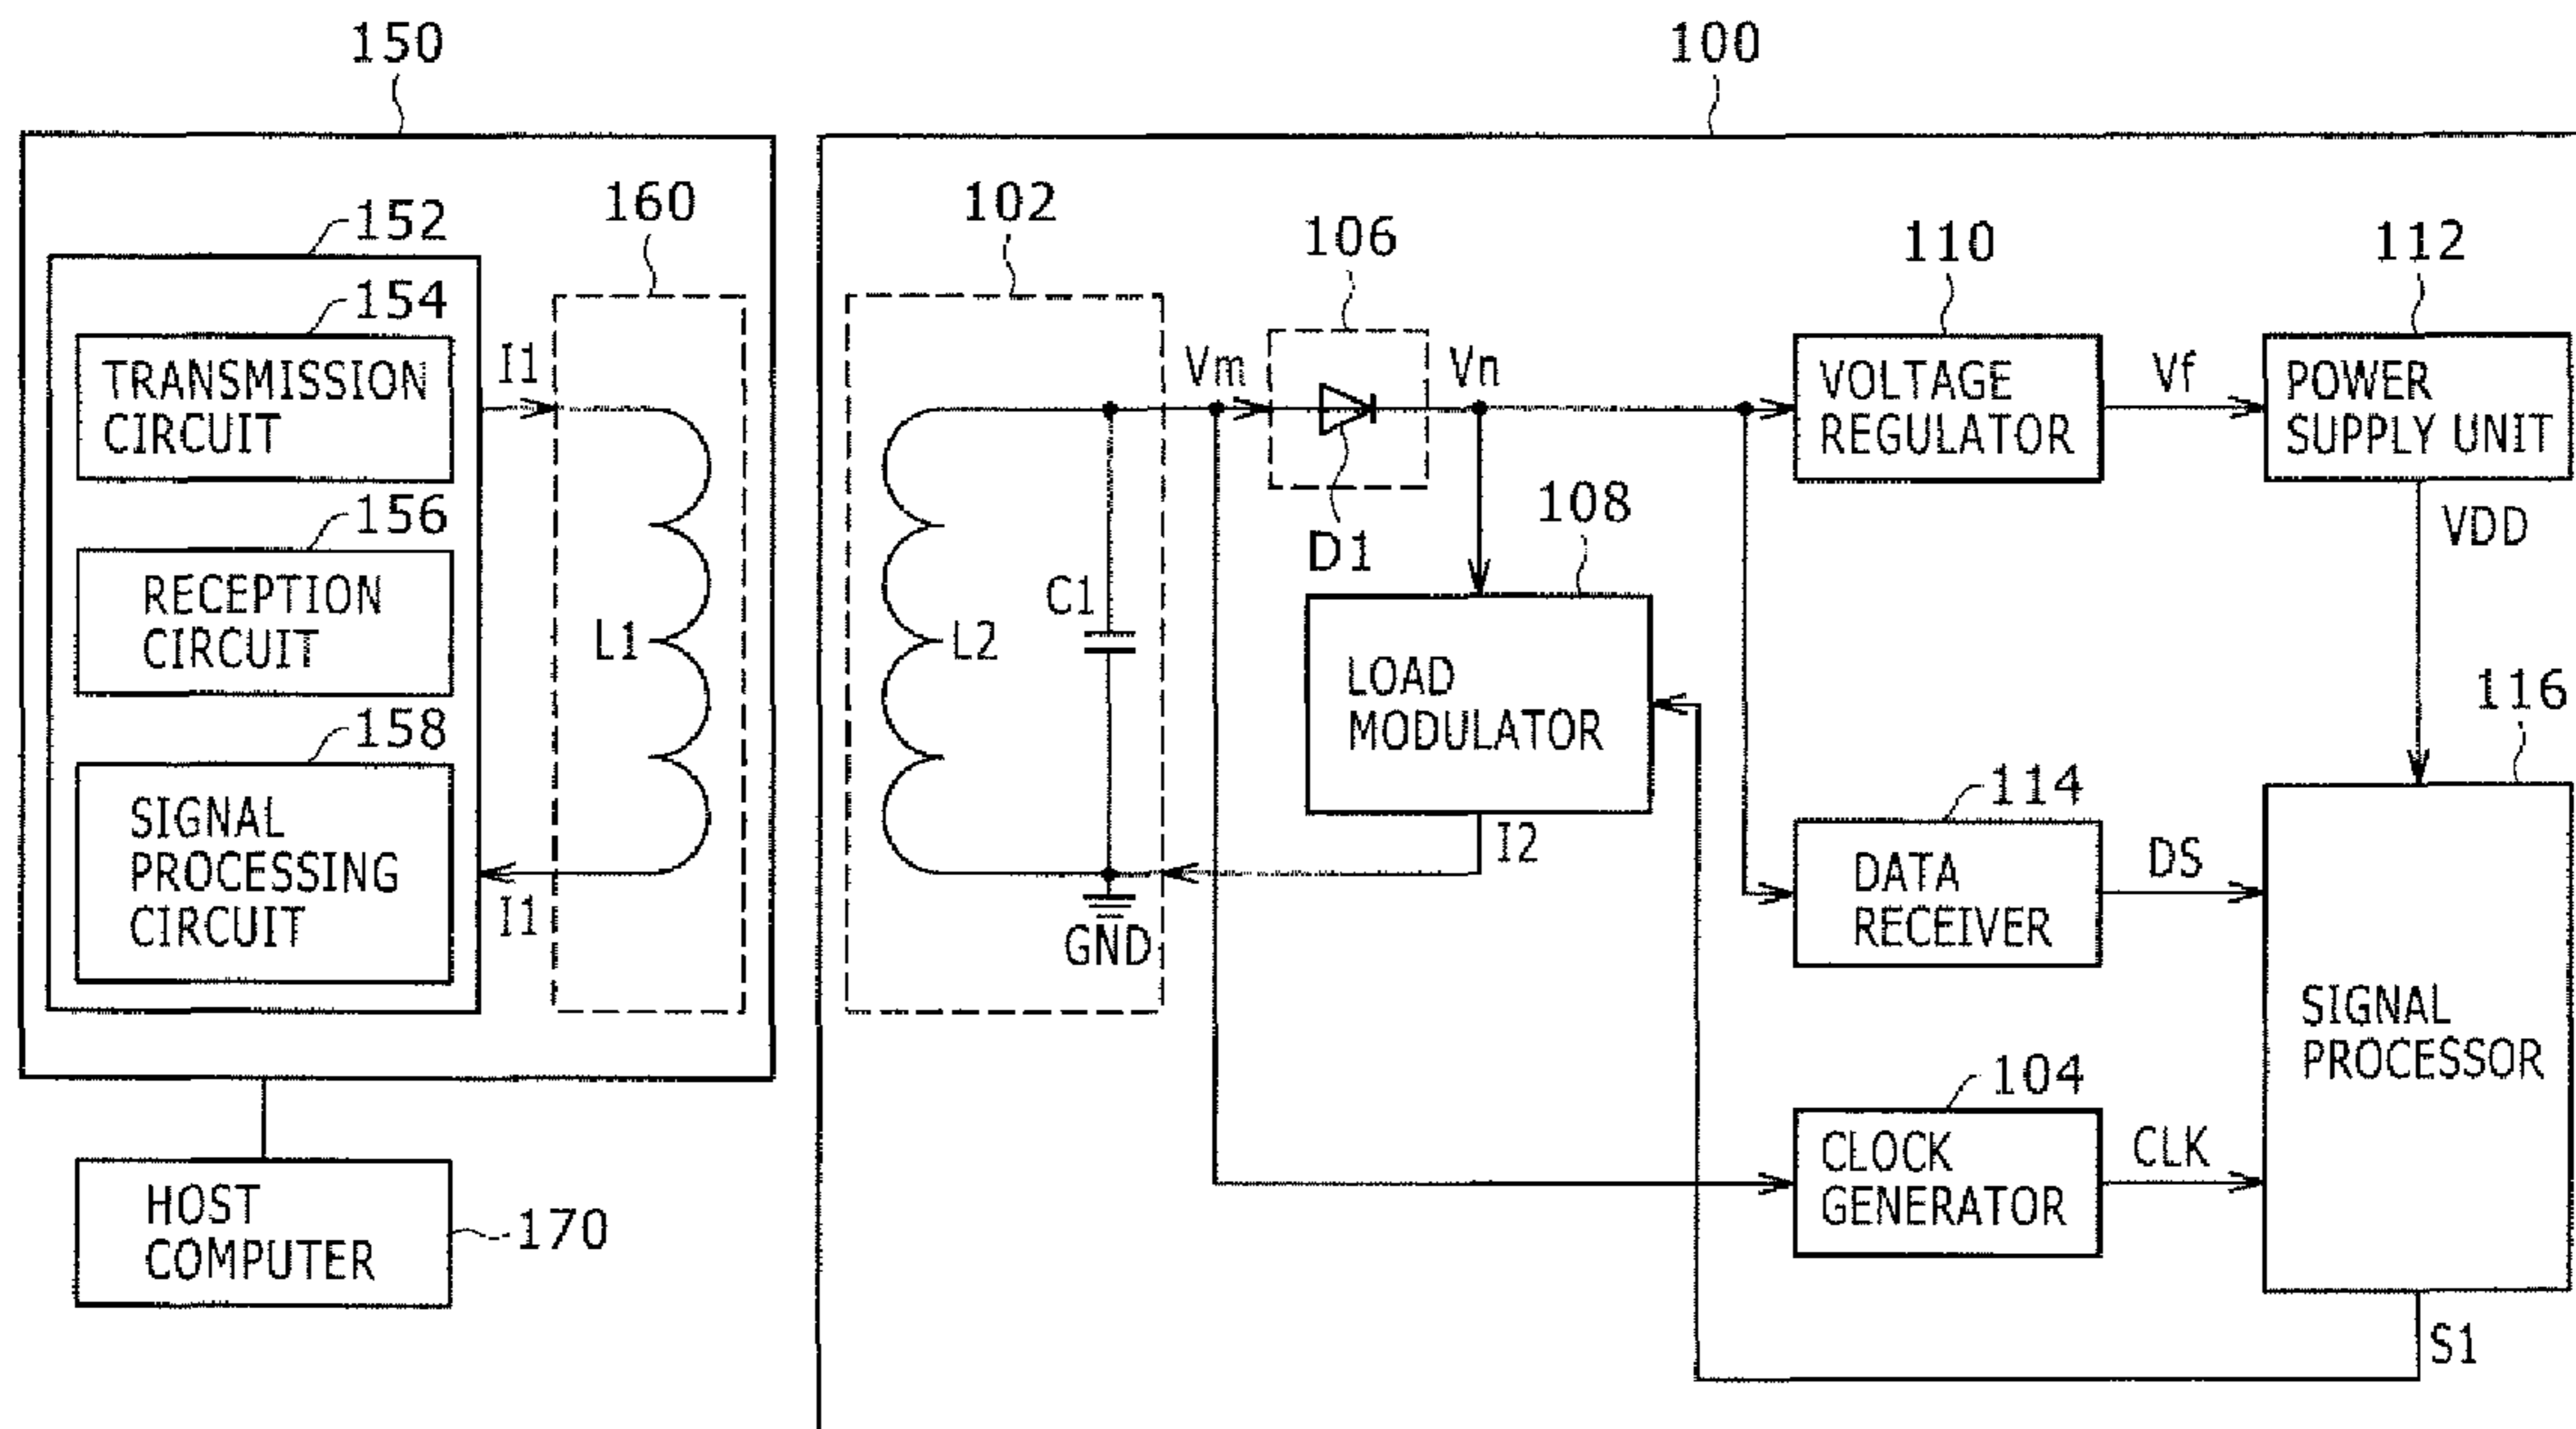 150
100
152
154
TRANSMISSION
CIRCUIT
156
RECEPTION
CIRCUIT
158
SIGNAL
PROCESSING
CIRCUIT
I1
I1
160
L1
HOST
COMPUTER
170
102
L2
C1
GND
Vm
106
D1
Vn
108
LOAD
MODULATOR
I2
110
VOLTAGE
REGULATOR
Vf
112
POWER
SUPPLY UNIT
VDD
114
DATA
RECEIVER
DS
104
CLOCK
GENERATOR
CLK
116
SIGNAL
PROCESSOR
S1